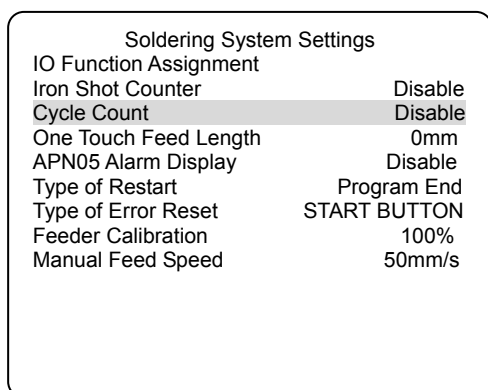 Soldering System Settings
IO Function Assignment
Iron Shot Counter Disable
Cycle Count Disable
One Touch Feed Length 0mm
APN05 Alarm Display Disable
Type of Restart Program End
Type of Error Reset START BUTTON
Feeder Calibration 100%
Manual Feed Speed 50mm/s